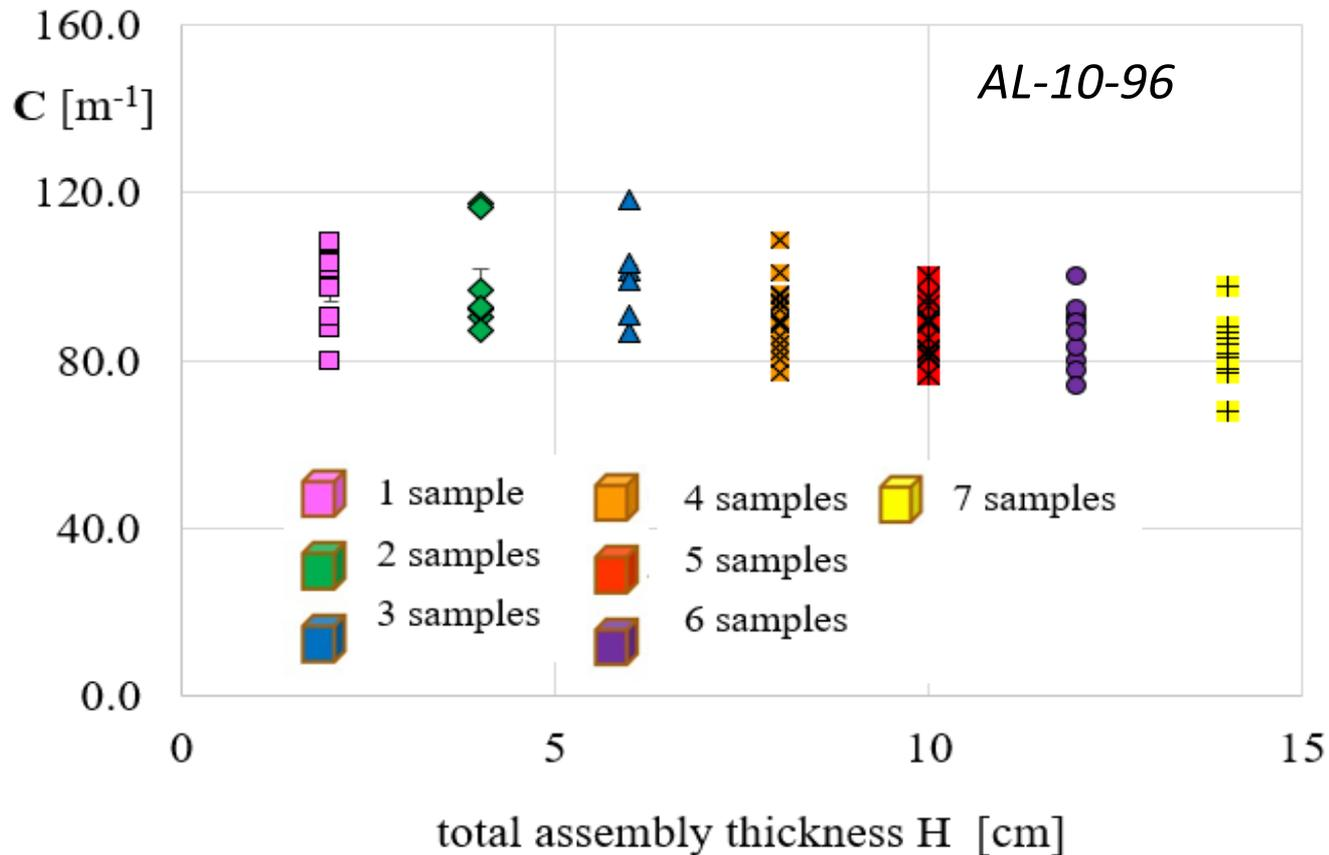 160.0
AL-10-96
C [m⁻¹]
120.0
80.0
1 sample
4 samples
7 samples
40.0
2 samples
5 samples
3 samples
6 samples
0.0
0 5 10 15
total assembly thickness H [cm]